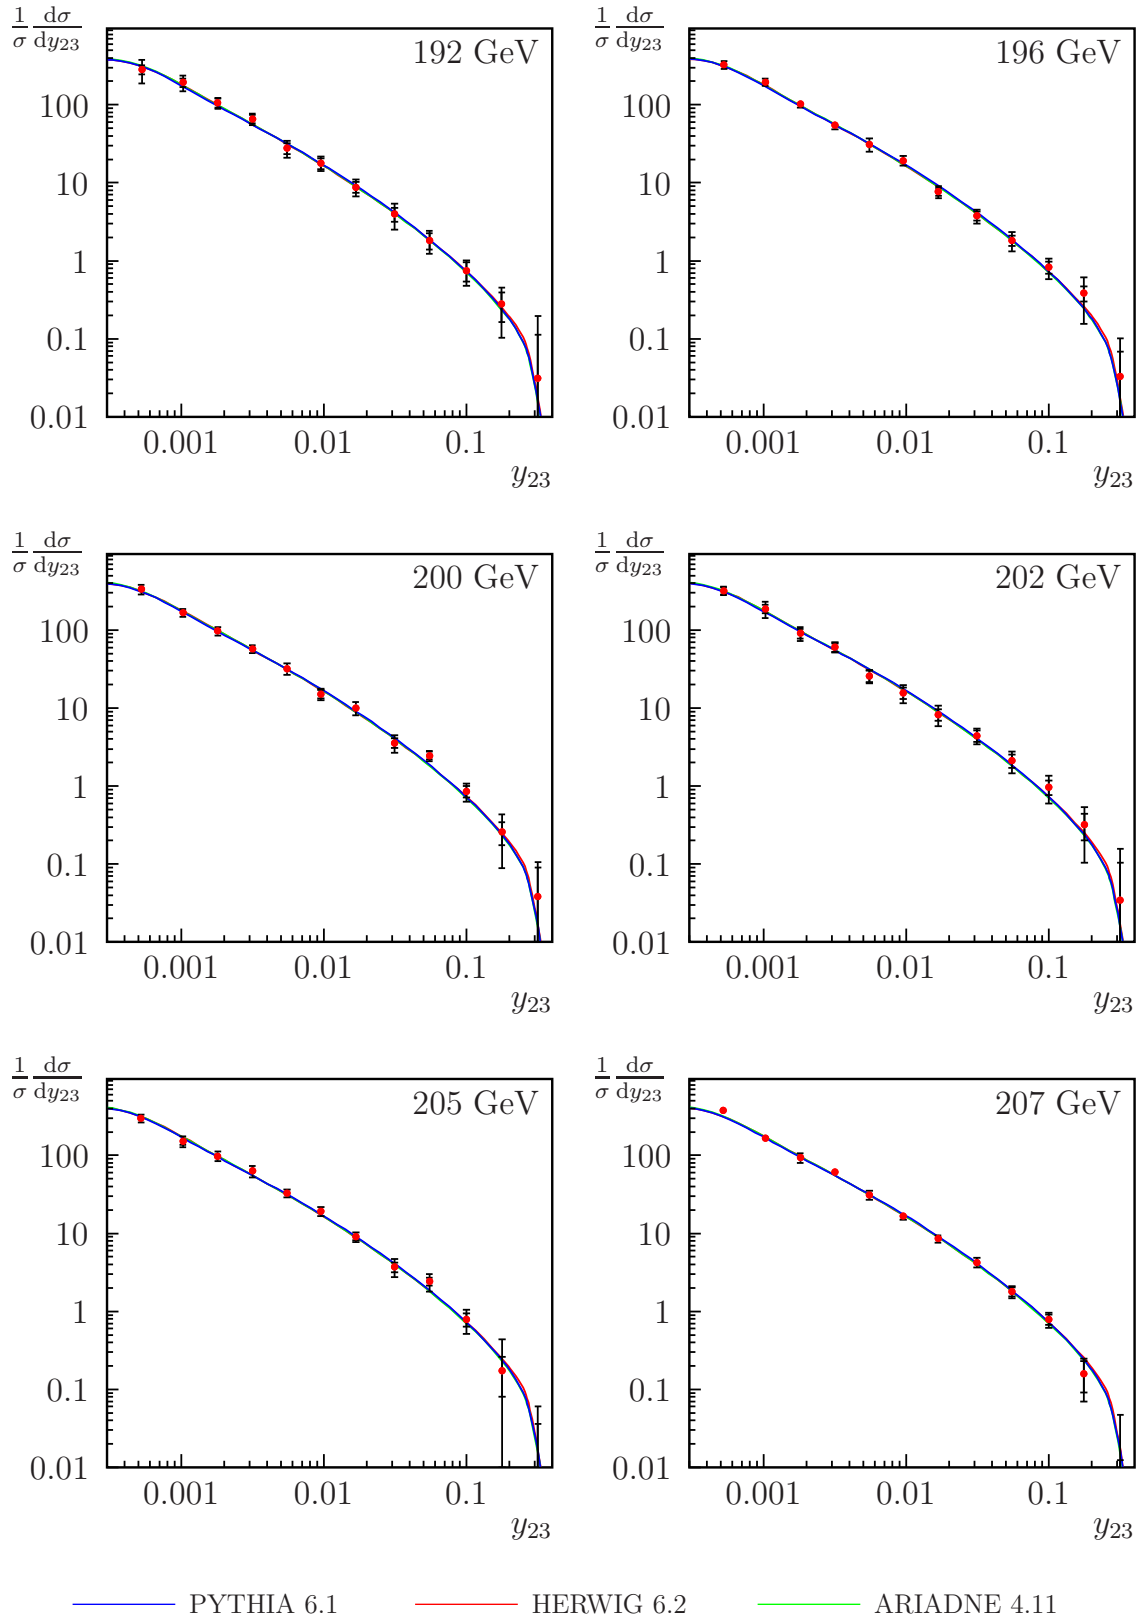 1/σ dσ/dy₂₃ 192 GeV
100
10
1
0.1
0.01
0.001 0.01 0.1
y₂₃
1/σ dσ/dy₂₃ 196 GeV
100
10
1
0.1
0.01
0.001 0.01 0.1
y₂₃
1/σ dσ/dy₂₃ 200 GeV
100
10
1
0.1
0.01
0.001 0.01 0.1
y₂₃
1/σ dσ/dy₂₃ 202 GeV
100
10
1
0.1
0.01
0.001 0.01 0.1
y₂₃
1/σ dσ/dy₂₃ 205 GeV
100
10
1
0.1
0.01
0.001 0.01 0.1
y₂₃
1/σ dσ/dy₂₃ 207 GeV
100
10
1
0.1
0.01
0.001 0.01 0.1
y₂₃
PYTHIA 6.1 HERWIG 6.2 ARIADNE 4.11